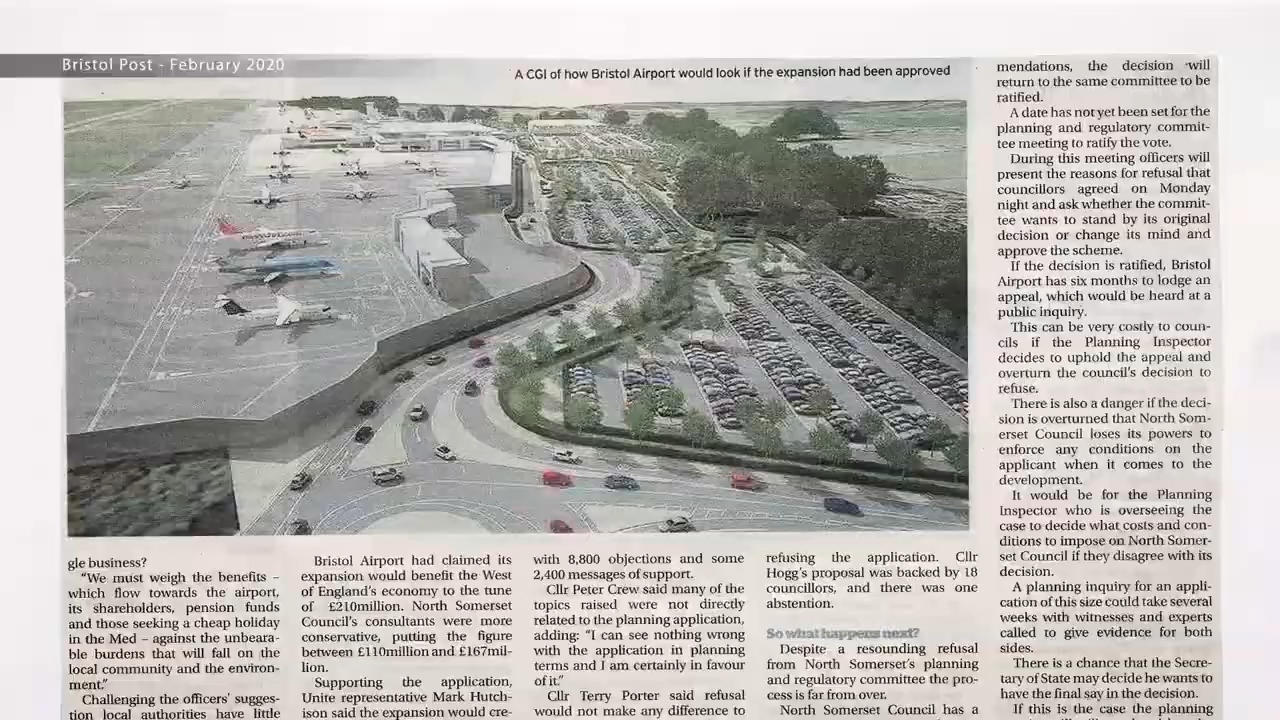 Bristol Post - February 2020
A CGI of how Bristol Airport would look if the expansion had been approved
gle business?
“We must weigh the benefits –
which flow towards the airport,
its shareholders, pension funds
and those seeking a cheap holiday
in the Med – against the unbeara-
ble burdens that will fall on the
local community and the environ-
ment.”
Challenging the officers' sugges-
tion local authorities have little
Bristol Airport had claimed its
expansion would benefit the West
of England's economy to the tune
of £210million. North Somerset
Council's consultants were more
conservative, putting the figure
between £110million and £167mil-
lion.
Supporting the application,
Unite representative Mark Hutch-
ison said the expansion would cre-
with 8,800 objections and some
2,400 messages of support.
Cllr Peter Crew said many of the
topics raised were not directly
related to the planning application,
adding: “I can see nothing wrong
with the application in planning
terms and I am certainly in favour
of it.”
Cllr Terry Porter said refusal
would not make any difference to
refusing the application. Cllr
Hogg's proposal was backed by 18
councillors, and there was one
abstention.
So what happens next?
Despite a resounding refusal
from North Somerset's planning
and regulatory committee the pro-
cess is far from over.
North Somerset Council has a
mendations, the decision will
return to the same committee to be
ratified.
A date has not yet been set for the
planning and regulatory commit-
tee meeting to ratify the vote.
During this meeting officers will
present the reasons for refusal that
councillors agreed on Monday
night and ask whether the commit-
tee wants to stand by its original
decision or change its mind and
approve the scheme.
If the decision is ratified, Bristol
Airport has six months to lodge an
appeal, which would be heard at a
public inquiry.
This can be very costly to coun-
cils if the Planning Inspector
decides to uphold the appeal and
overturn the council's decision to
refuse.
There is also a danger if the deci-
sion is overturned that North Som-
erset Council loses its powers to
enforce any conditions on the
applicant when it comes to the
development.
It would be for the Planning
Inspector who is overseeing the
case to decide what costs and con-
ditions to impose on North Somer-
set Council if they disagree with its
decision.
A planning inquiry for an appli-
cation of this size could take several
weeks with witnesses and experts
called to give evidence for both
sides.
There is a chance that the Secre-
tary of State may decide he wants to
have the final say in the decision.
If this is the case the planning